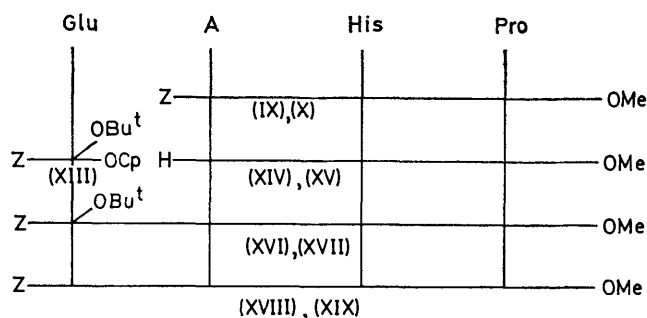 Glu A His Pro
Z OMe
(IX),(X)
OBuᵗ
Z OCp H OMe
(XIII) (XIV) , (XV)
OBuᵗ
Z OMe
(XVI),(XVII)
Z OMe
(XVIII) , (XIX)